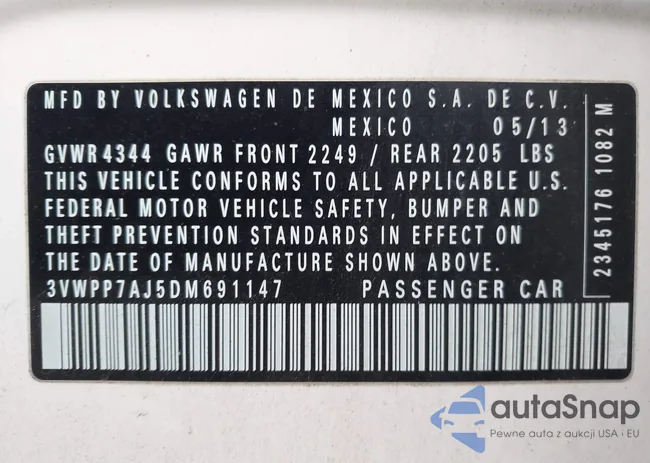 MFD BY VOLKSWAGEN DE MEXICO S.A. DE C.V.
MEXICO 05/13
GVWR 4344 GAWR FRONT 2249 / REAR 2205 LBS
THIS VEHICLE CONFORMS TO ALL APPLICABLE U.S.
FEDERAL MOTOR VEHICLE SAFETY, BUMPER AND
THEFT PREVENTION STANDARDS IN EFFECT ON
THE DATE OF MANUFACTURE SHOWN ABOVE.
3VWPP7AJ5DM691147 PASSENGER CAR
2345176 1082 M
autaSnap
Pewne auta z aukcji USA i EU